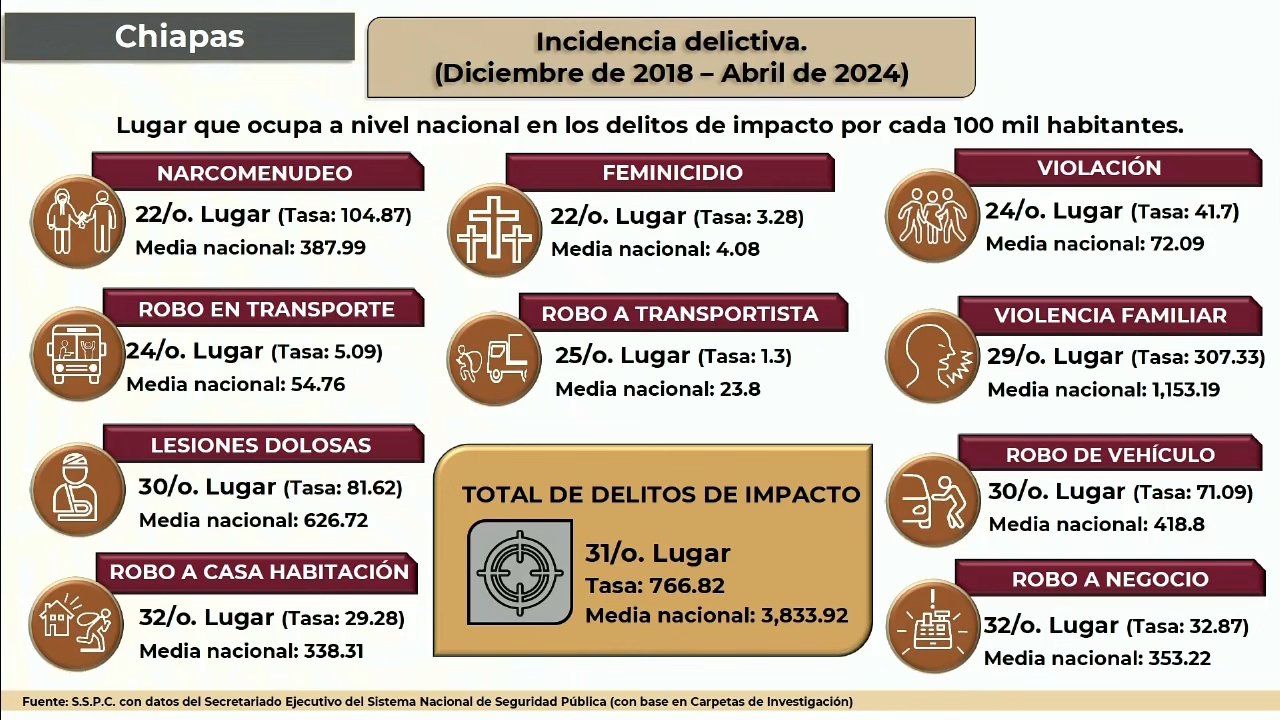 Chiapas
Incidencia delictiva.
(Diciembre de 2018 – Abril de 2024)
Lugar que ocupa a nivel nacional en los delitos de impacto por cada 100 mil habitantes.
NARCOMENUDEO
22/o. Lugar (Tasa: 104.87)
Media nacional: 387.99
FEMINICIDIO
22/o. Lugar (Tasa: 3.28)
Media nacional: 4.08
VIOLACIÓN
24/o. Lugar (Tasa: 41.7)
Media nacional: 72.09
ROBO EN TRANSPORTE
24/o. Lugar (Tasa: 5.09)
Media nacional: 54.76
ROBO A TRANSPORTISTA
25/o. Lugar (Tasa: 1.3)
Media nacional: 23.8
VIOLENCIA FAMILIAR
29/o. Lugar (Tasa: 307.33)
Media nacional: 1,153.19
LESIONES DOLOSAS
30/o. Lugar (Tasa: 81.62)
Media nacional: 626.72
TOTAL DE DELITOS DE IMPACTO
31/o. Lugar
Tasa: 766.82
Media nacional: 3,833.92
ROBO DE VEHÍCULO
30/o. Lugar (Tasa: 71.09)
Media nacional: 418.8
ROBO A CASA HABITACIÓN
32/o. Lugar (Tasa: 29.28)
Media nacional: 338.31
ROBO A NEGOCIO
32/o. Lugar (Tasa: 32.87)
Media nacional: 353.22
Fuente: S.S.P.C. con datos del Secretariado Ejecutivo del Sistema Nacional de Seguridad Pública (con base en Carpetas de Investigación)